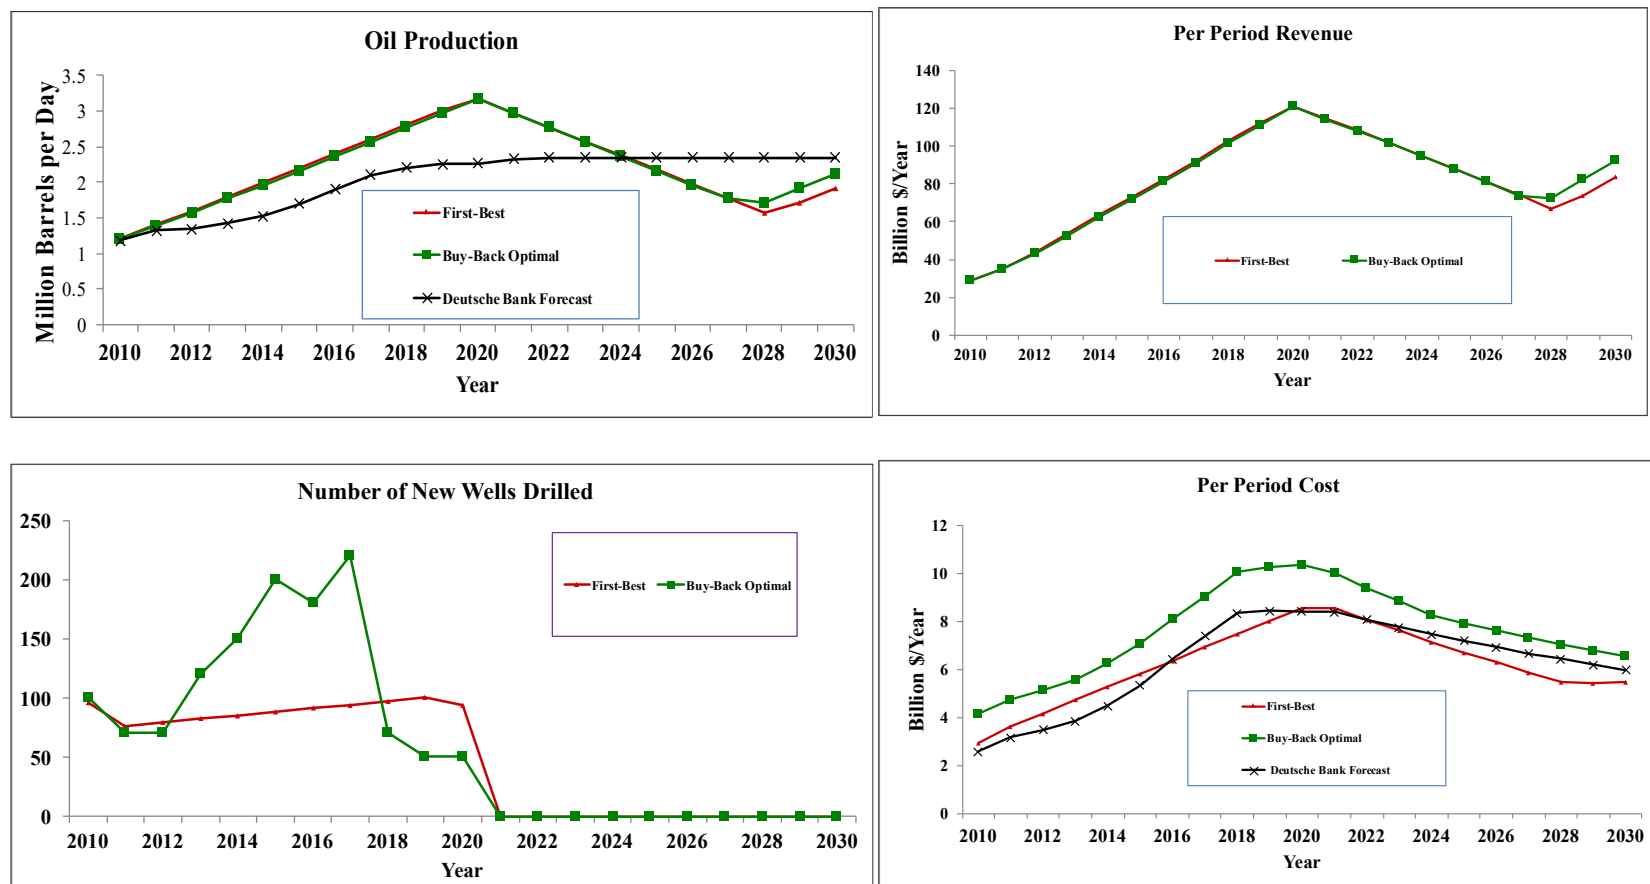 Oil Production
Million Barrels per Day
3.5
3
2.5
2
1.5
1
0.5
0
First-Best
Buy-Back Optimal
Deutsche Bank Forecast
2010 2012 2014 2016 2018 2020 2022 2024 2026 2028 2030
Year
Per Period Revenue
Billion $/Year
140
120
100
80
60
40
20
0
First-Best Buy-Back Optimal
2010 2012 2014 2016 2018 2020 2022 2024 2026 2028 2030
Year
Number of New Wells Drilled
250
200
150
100
50
0
First-Best Buy-Back Optimal
2010 2012 2014 2016 2018 2020 2022 2024 2026 2028 2030
Year
Per Period Cost
Billion $/Year
12
10
8
6
4
2
0
First-Best
Buy-Back Optimal
Deutsche Bank Forecast
2010 2012 2014 2016 2018 2020 2022 2024 2026 2028 2030
Year